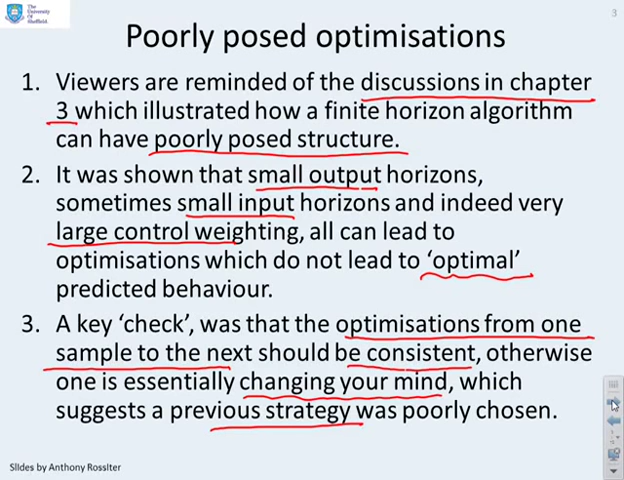 3
The
University
Of
Sheffield.
Poorly posed optimisations
1. Viewers are reminded of the discussions in chapter
3 which illustrated how a finite horizon algorithm
can have poorly posed structure.
2. It was shown that small output horizons,
sometimes small input horizons and indeed very
large control weighting, all can lead to
optimisations which do not lead to ‘optimal’
predicted behaviour.
3. A key ‘check’, was that the optimisations from one
sample to the next should be consistent, otherwise
one is essentially changing your mind, which
suggests a previous strategy was poorly chosen.
Slides by Anthony Rossiter